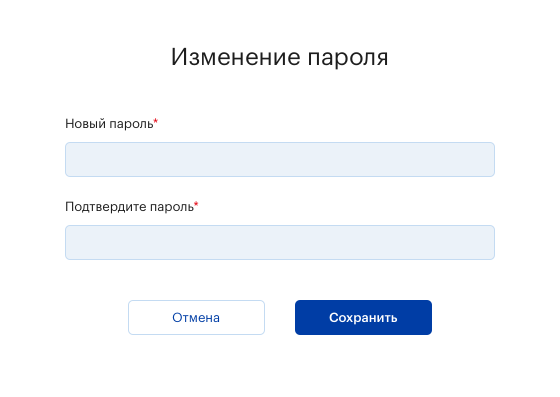 Изменение пароля
Новый пароль*
Подтвердите пароль*
Отмена
Сохранить